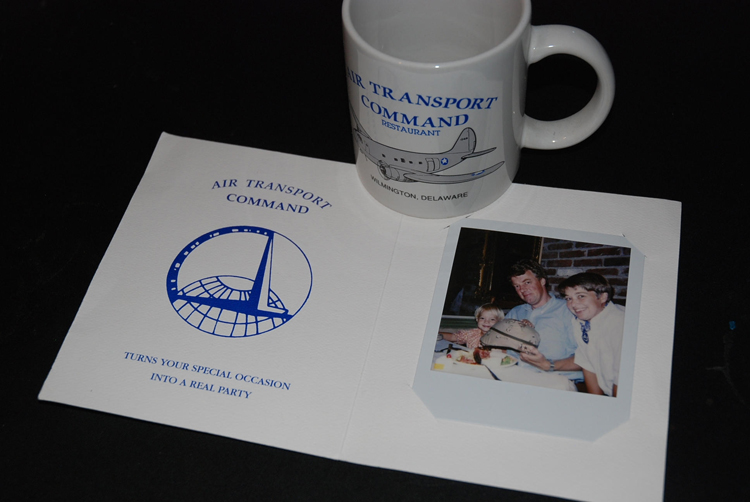 AIR TRANSPORT
COMMAND
RESTAURANT
WILMINGTON, DELAWARE
AIR TRANSPORT
COMMAND
TURNS YOUR SPECIAL OCCASION
INTO A REAL PARTY